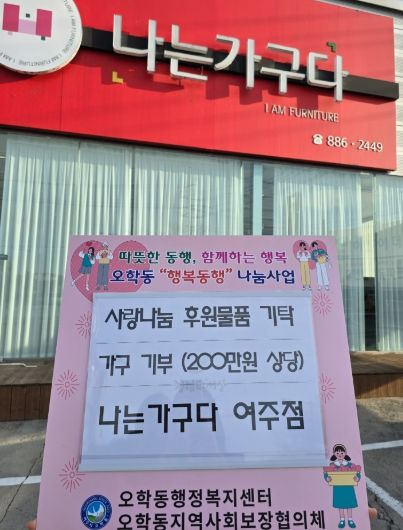 나는가구다
I AM FURNITURE
☎ 886·2449
따뜻한 동행, 함께하는 행복
오학동 "행복동행" 나눔사업
사랑나눔 후원물품 기탁
가구 기부 (200만원 상당)
나는가구다 여주점
오학동행정복지센터
오학동지역사회보장협의체